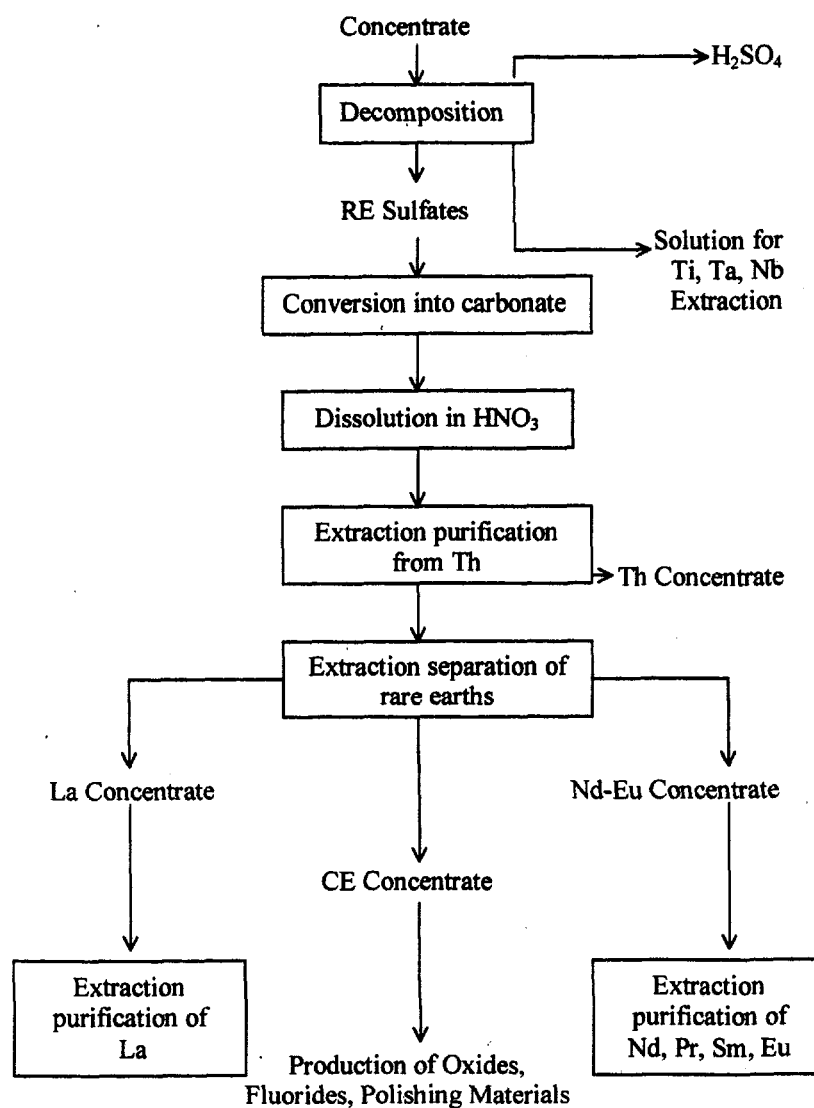 Concentrate
H₂SO₄
Decomposition
RE Sulfates
Solution for
Ti, Ta, Nb
Extraction
Conversion into carbonate
Dissolution in HNO₃
Extraction purification
from Th
Th Concentrate
Extraction separation of
rare earths
La Concentrate
Nd-Eu Concentrate
CE Concentrate
Extraction
purification of
La
Extraction
purification of
Nd, Pr, Sm, Eu
Production of Oxides,
Fluorides, Polishing Materials